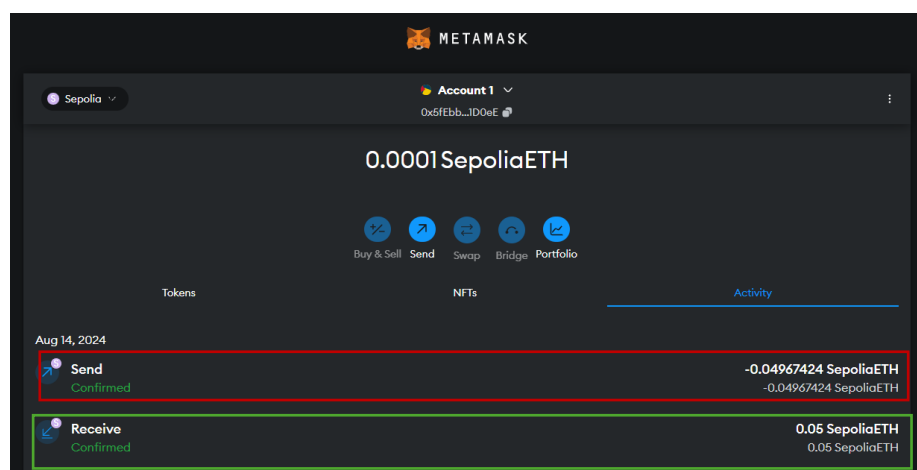 METAMASK
S Sepolia
Account 1
0x5fEbb...1D0eE
0.0001 SepoliaETH
Buy & Sell Send Swap Bridge Portfolio
Tokens NFTs Activity
Aug 14, 2024
S Send -0.04967424 SepoliaETH
Confirmed -0.04967424 SepoliaETH
S Receive 0.05 SepoliaETH
Confirmed 0.05 SepoliaETH